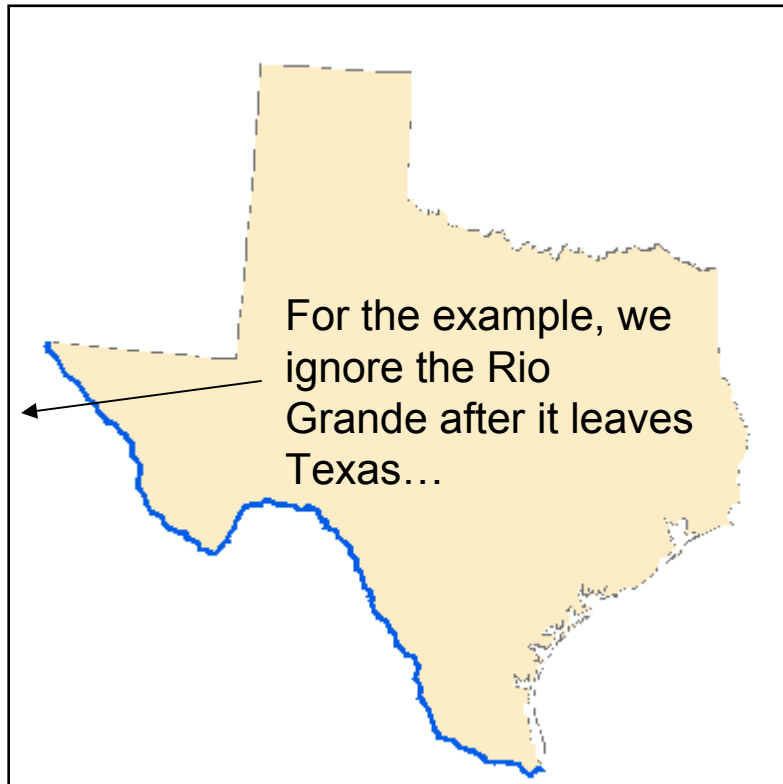 For the example, we
ignore the Rio
Grande after it leaves
Texas…